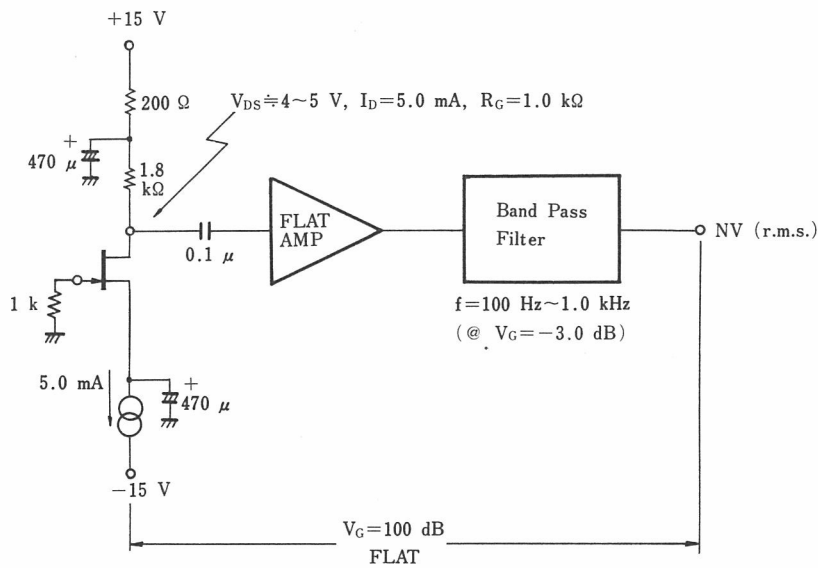 +15 V
200 Ω
V_DS≒4~5 V, I_D=5.0 mA, R_G=1.0 kΩ
+
470 μ
1.8
kΩ
FLAT
AMP
Band Pass
Filter
NV (r.m.s.)
0.1 μ
1 k
f=100 Hz~1.0 kHz
(@ V_G=−3.0 dB)
5.0 mA
+
470 μ
−15 V
V_G=100 dB
FLAT